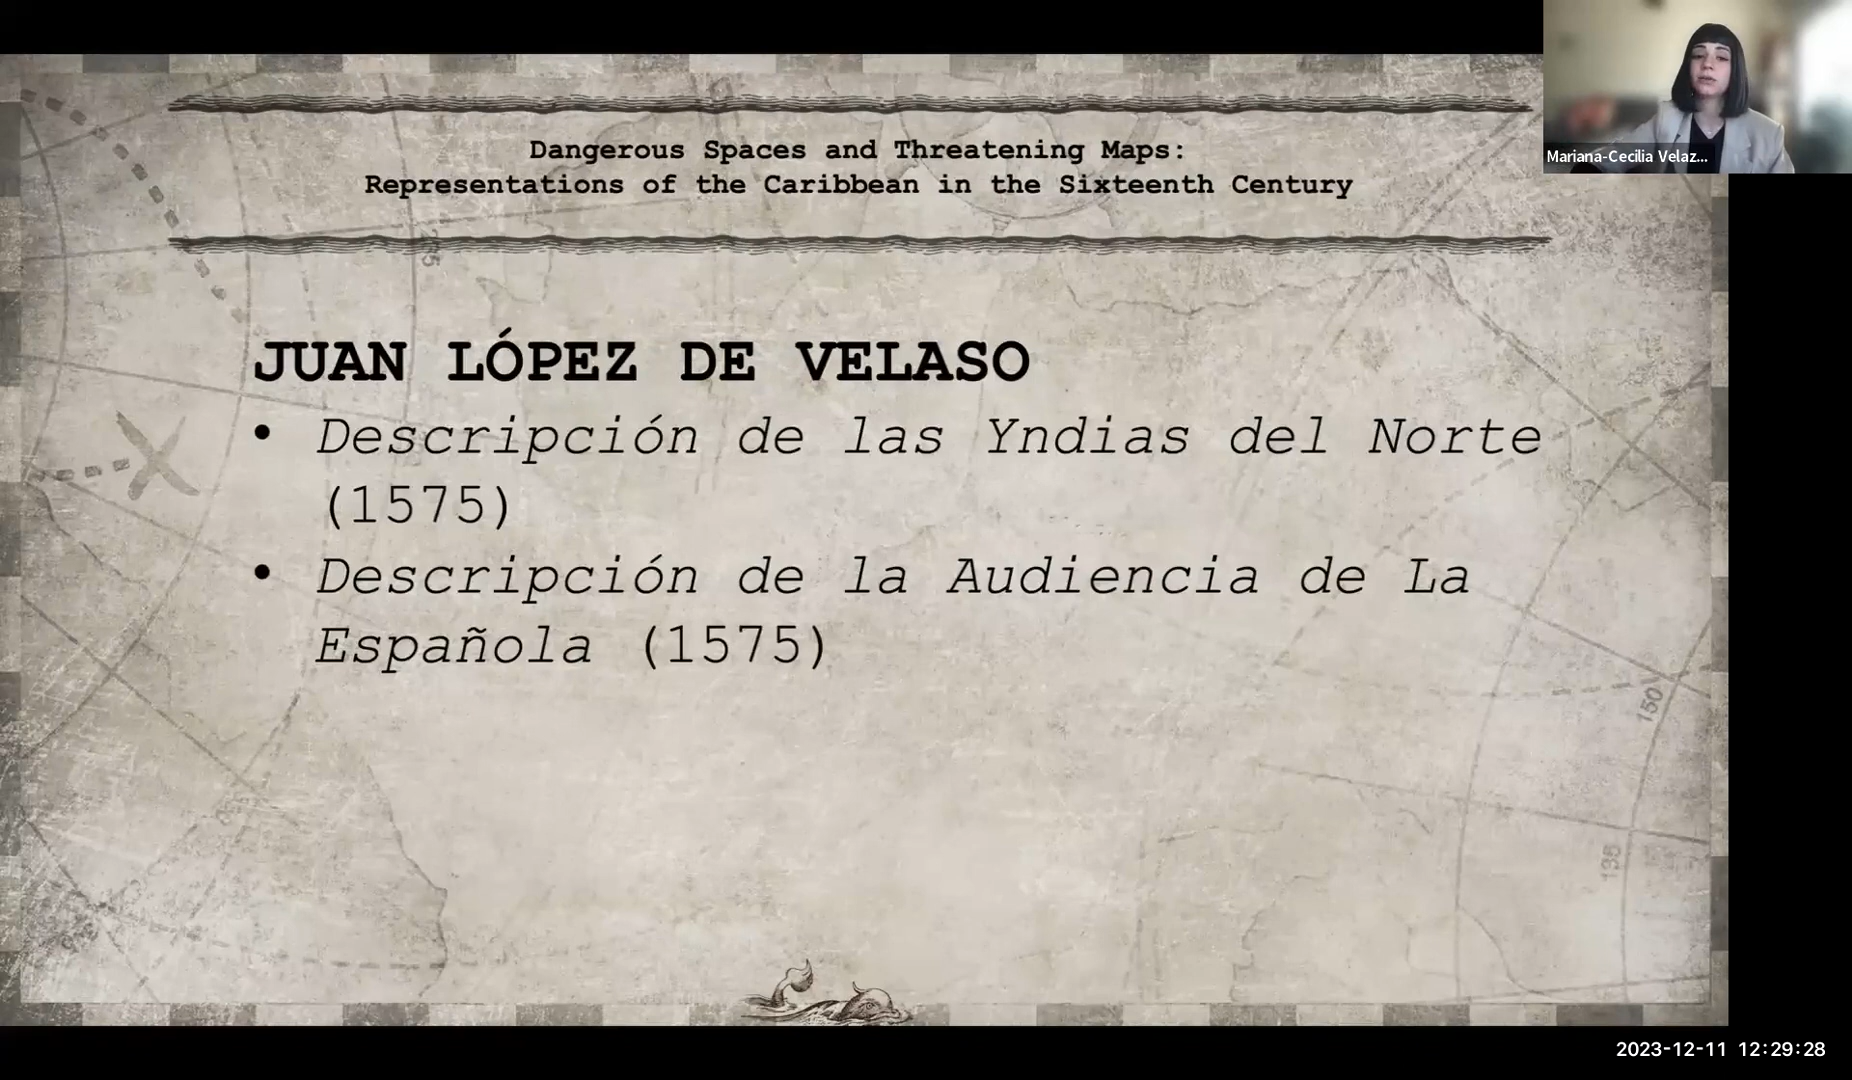 Dangerous Spaces and Threatening Maps:
Representations of the Caribbean in the Sixteenth Century
Mariana-Cecilia Velaz...
JUAN LÓPEZ DE VELASO
• Descripción de las Yndias del Norte
(1575)
• Descripción de la Audiencia de La
Española (1575)
150
135
2023-12-11 12:29:28